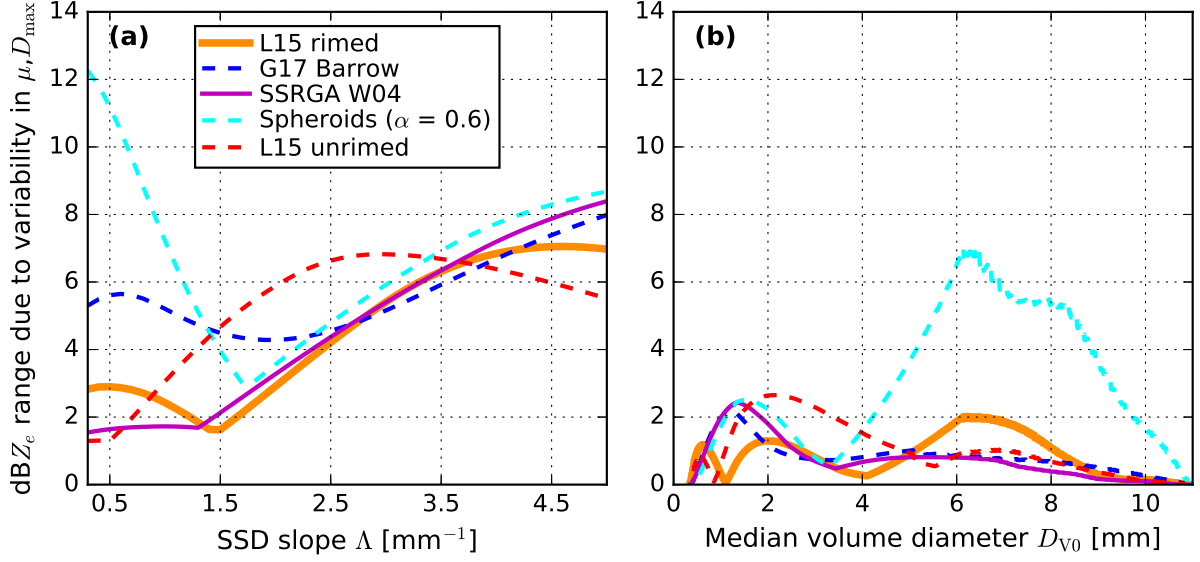 dBZₑ range due to variability in μ,D_max
14
12
10
8
6
4
2
0
(a)
L15 rimed
G17 Barrow
SSRGA W04
Spheroids (α = 0.6)
L15 unrimed
0.5
1.5
2.5
3.5
4.5
SSD slope Λ [mm⁻¹]
14
12
10
8
6
4
2
0
(b)
0
2
4
6
8
10
Median volume diameter D_V0 [mm]